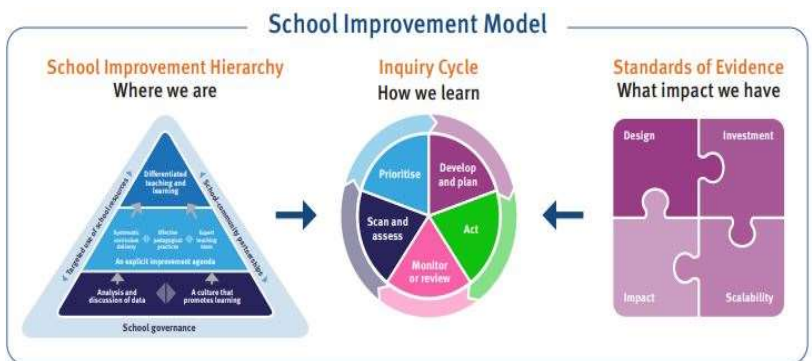 School Improvement Model
School Improvement Hierarchy
Where we are
Differentiated
teaching and
learning
Targeted use of school resources
School-community partnerships
Systematic
curriculum
delivery
Effective
pedagogical
practices
Expert
teaching
team
An explicit improvement agenda
Analysis and
discussion of data
A culture that
promotes learning
School governance
Inquiry Cycle
How we learn
Prioritise
Develop
and plan
Scan and
assess
Act
Monitor
or review
Standards of Evidence
What impact we have
Design
Investment
Impact
Scalability